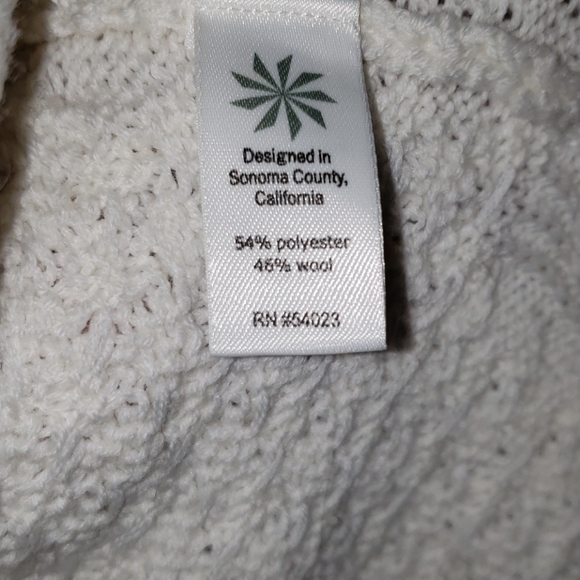 Designed in
Sonoma County,
California
54% polyester
46% wool
RN #54023